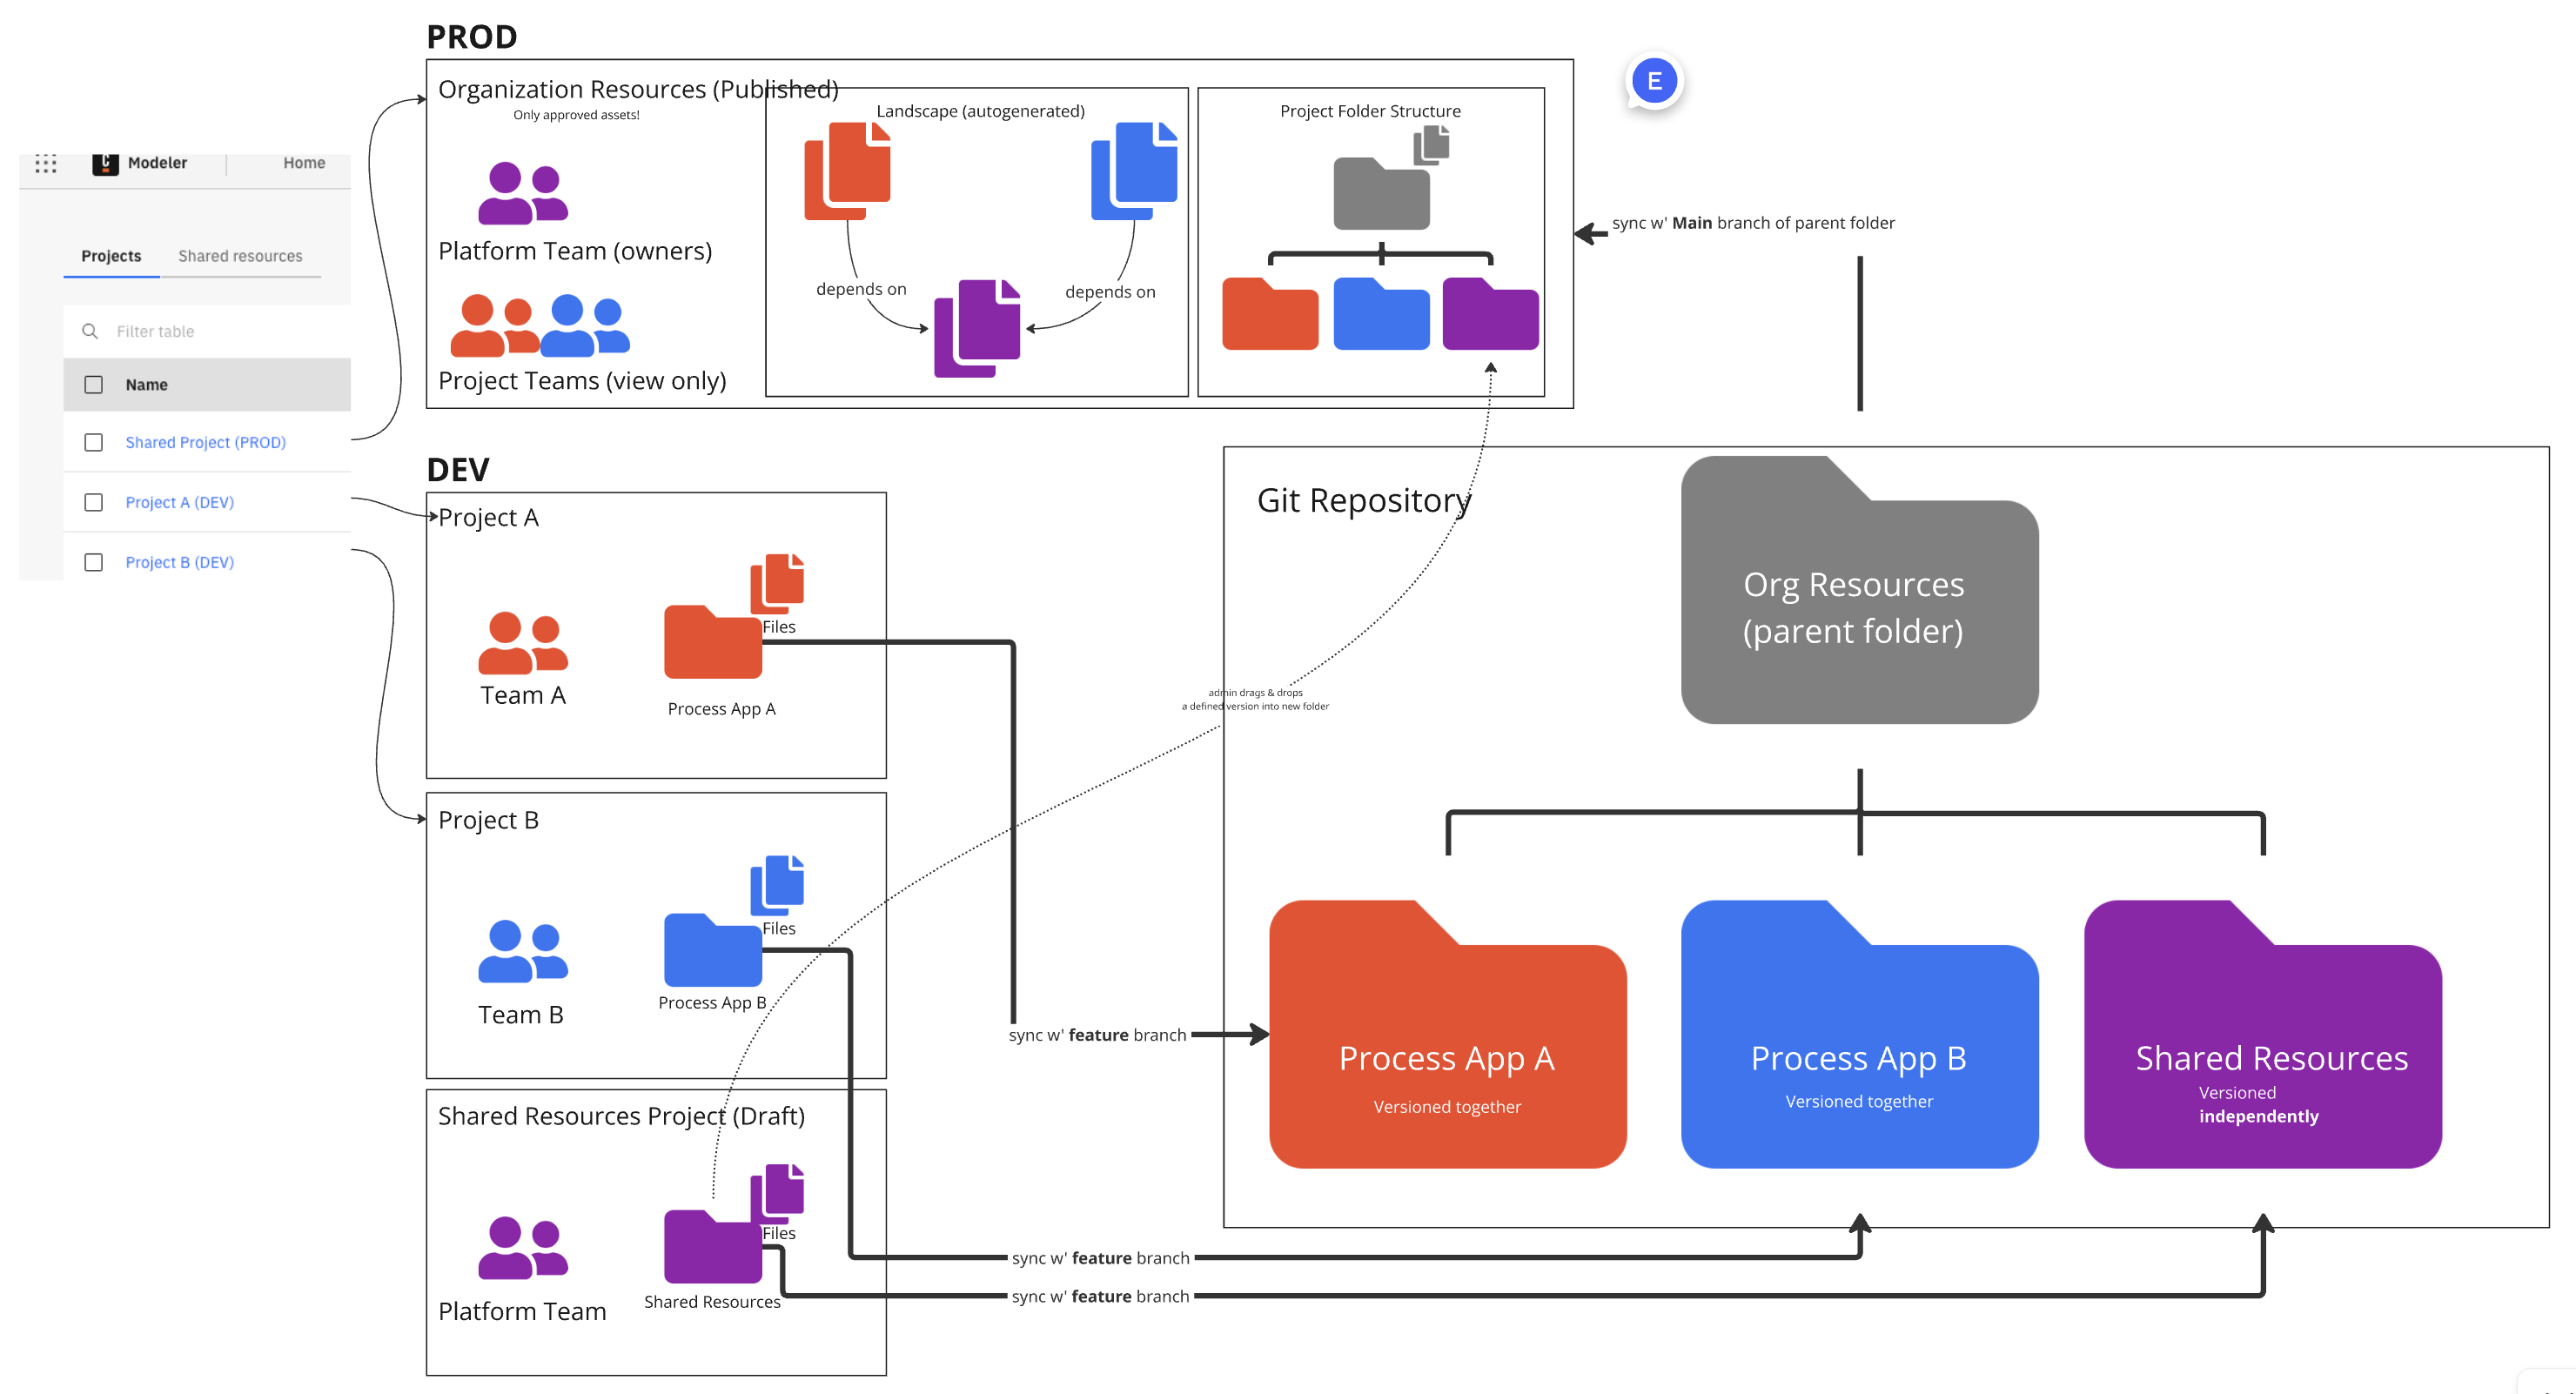 PROD
Organization Resources (Published)
Only approved assets!
Platform Team (owners)
Project Teams (view only)
Landscape (autogenerated)
depends on
depends on
Project Folder Structure
E
sync w' Main branch of parent folder
Modeler
Home
Projects
Shared resources
Filter table
Name
Shared Project (PROD)
Project A (DEV)
Project B (DEV)
DEV
Project A
Team A
Files
Process App A
Project B
Team B
Files
Process App B
Shared Resources Project (Draft)
Platform Team
Files
Shared Resources
admin drags & drops
a defined version into new folder
sync w' feature branch
sync w' feature branch
sync w' feature branch
Git Repository
Org Resources
(parent folder)
Process App A
Versioned together
Process App B
Versioned together
Shared Resources
Versioned
independently